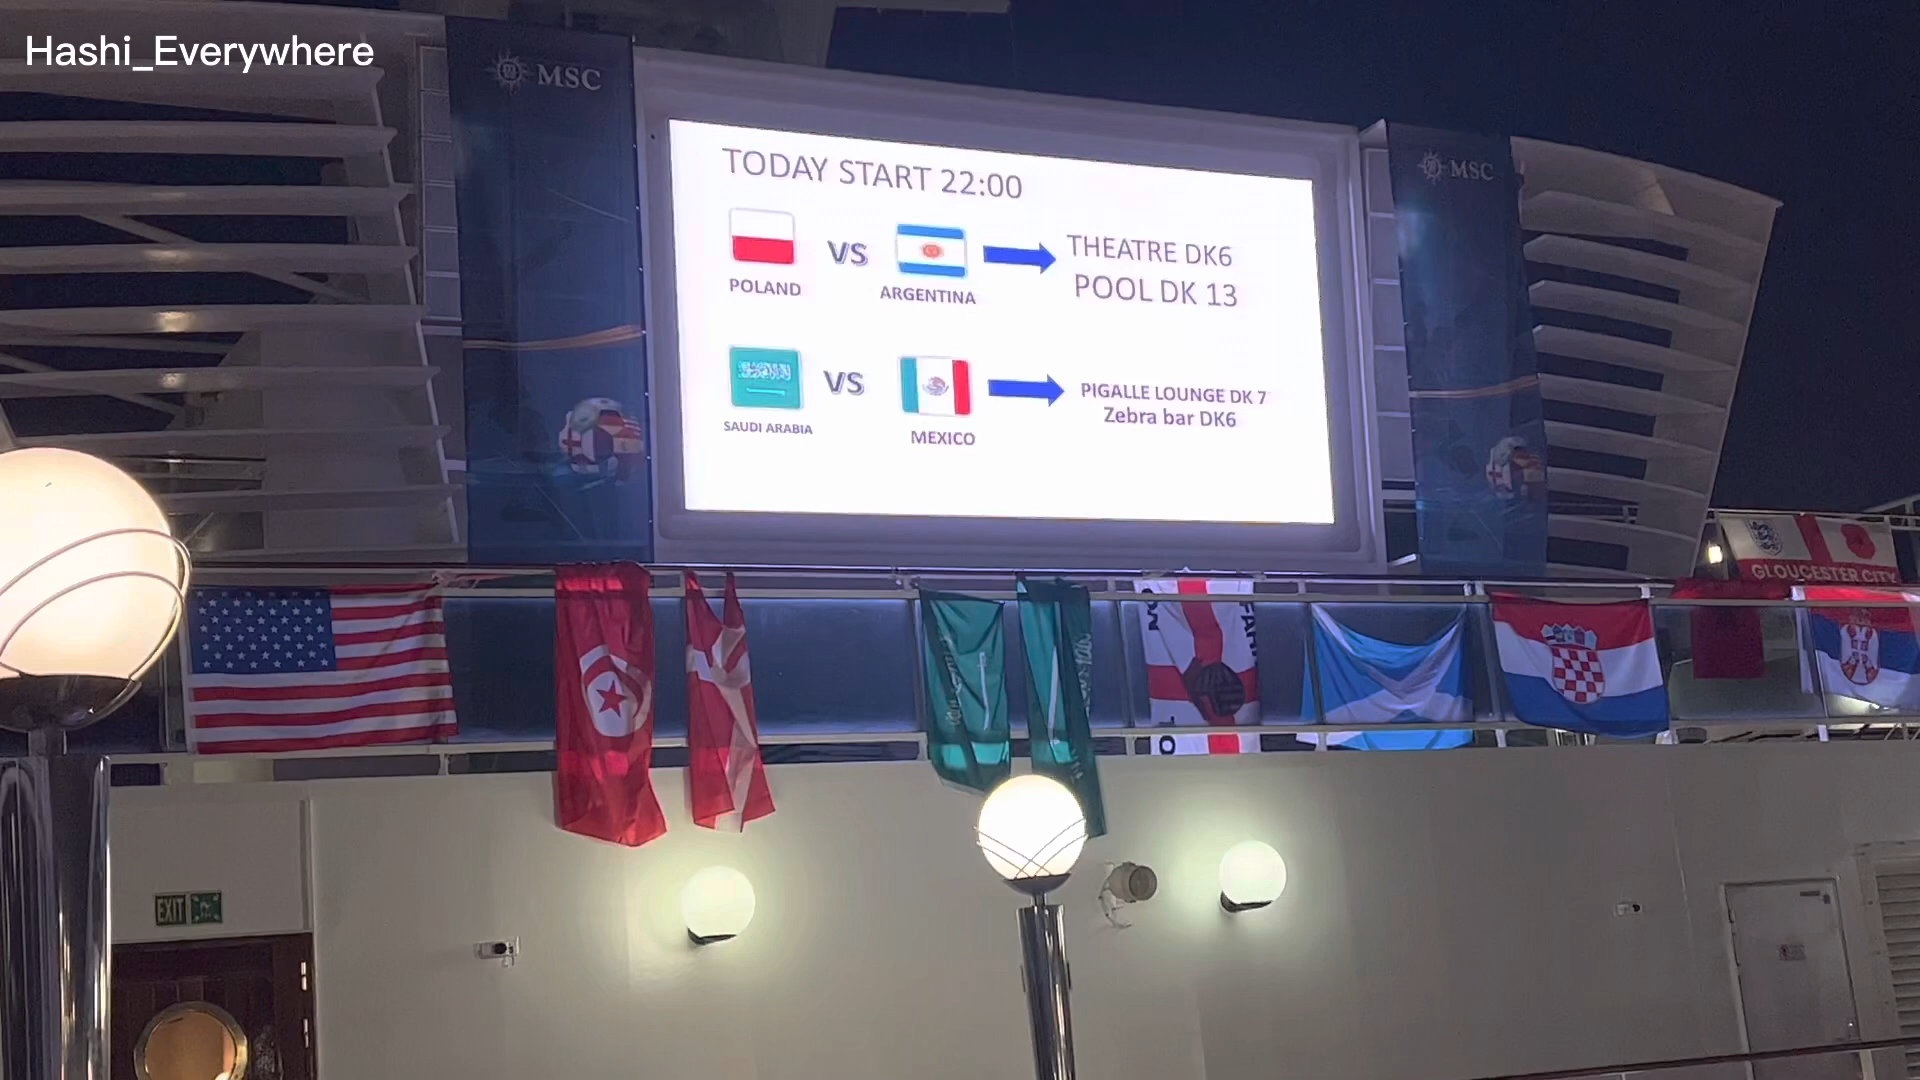 Hashi_Everywhere
MSC
MSC
TODAY START 22:00
VS
THEATRE DK6
POOL DK 13
POLAND
ARGENTINA
VS
PIGALLE LOUNGE DK 7
Zebra bar DK6
SAUDI ARABIA
MEXICO
GLOUCESTER CITY
EXIT